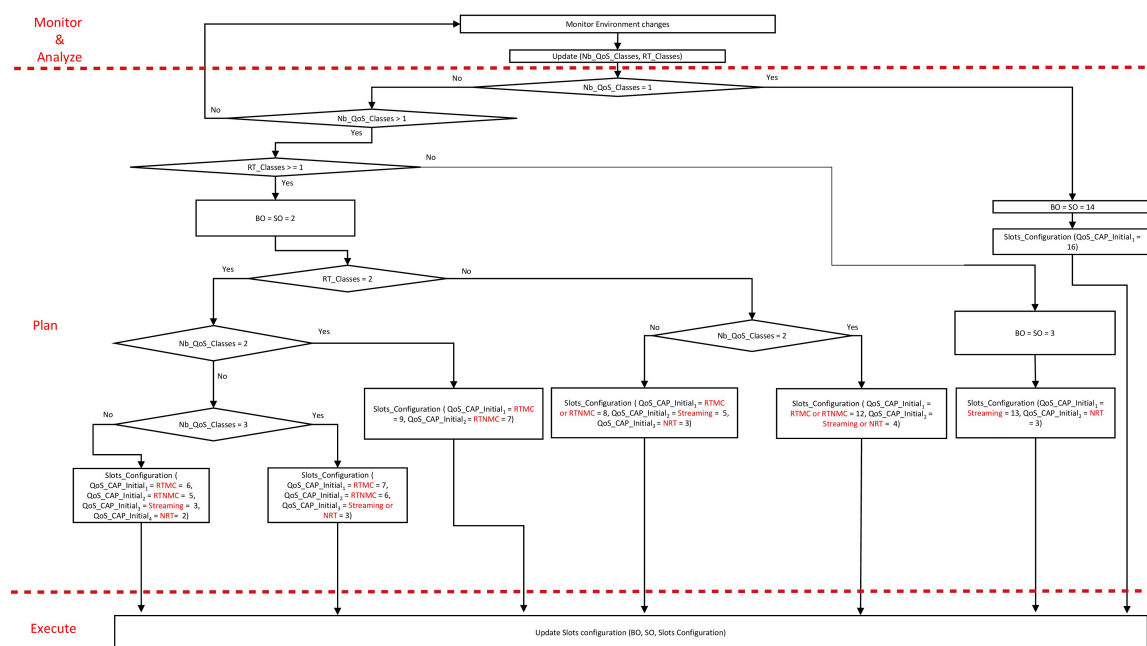 Monitor
&
Analyze
Monitor Environment changes
Update (Nb_QoS_Classes, RT_Classes)
No
Yes
Nb_QoS_Classes = 1
No
Nb_QoS_Classes > 1
Yes
No
RT_Classes > = 1
Yes
BO = SO = 2
BO = SO = 14
Slots_Configuration (QoS_CAP_Initial₁ =
16)
Yes
No
RT_Classes = 2
Plan
Yes
Nb_QoS_Classes = 2
No
No
Yes
Nb_QoS_Classes = 2
BO = SO = 3
Slots_Configuration ( QoS_CAP_Initial₁ = RTMC
= 9, QoS_CAP_Initial₂ = RTNMC = 7)
Slots_Configuration ( QoS_CAP_Initial₁ = RTMC
or RTNMC = 8, QoS_CAP_Initial₂ = Streaming = 5,
QoS_CAP_Initial₃ = NRT = 3)
Slots_Configuration ( QoS_CAP_Initial₁ =
RTMC or RTNMC = 12, QoS_CAP_Initial₂ =
Streaming or NRT = 4)
Slots_Configuration (QoS_CAP_Initial₁ =
Streaming = 13, QoS_CAP_Initial₂ = NRT
= 3)
No
Yes
Nb_QoS_Classes = 3
Slots_Configuration (
QoS_CAP_Initial₁ = RTMC = 6,
QoS_CAP_Initial₂ = RTNMC = 5,
QoS_CAP_Initial₃ = Streaming = 3,
QoS_CAP_Initial₄ = NRT= 2)
Slots_Configuration (
QoS_CAP_Initial₁ = RTMC = 7,
QoS_CAP_Initial₂ = RTNMC = 6,
QoS_CAP_Initial₃ = Streaming or
NRT = 3)
Execute
Update Slots configuration (BO, SO, Slots Configuration)